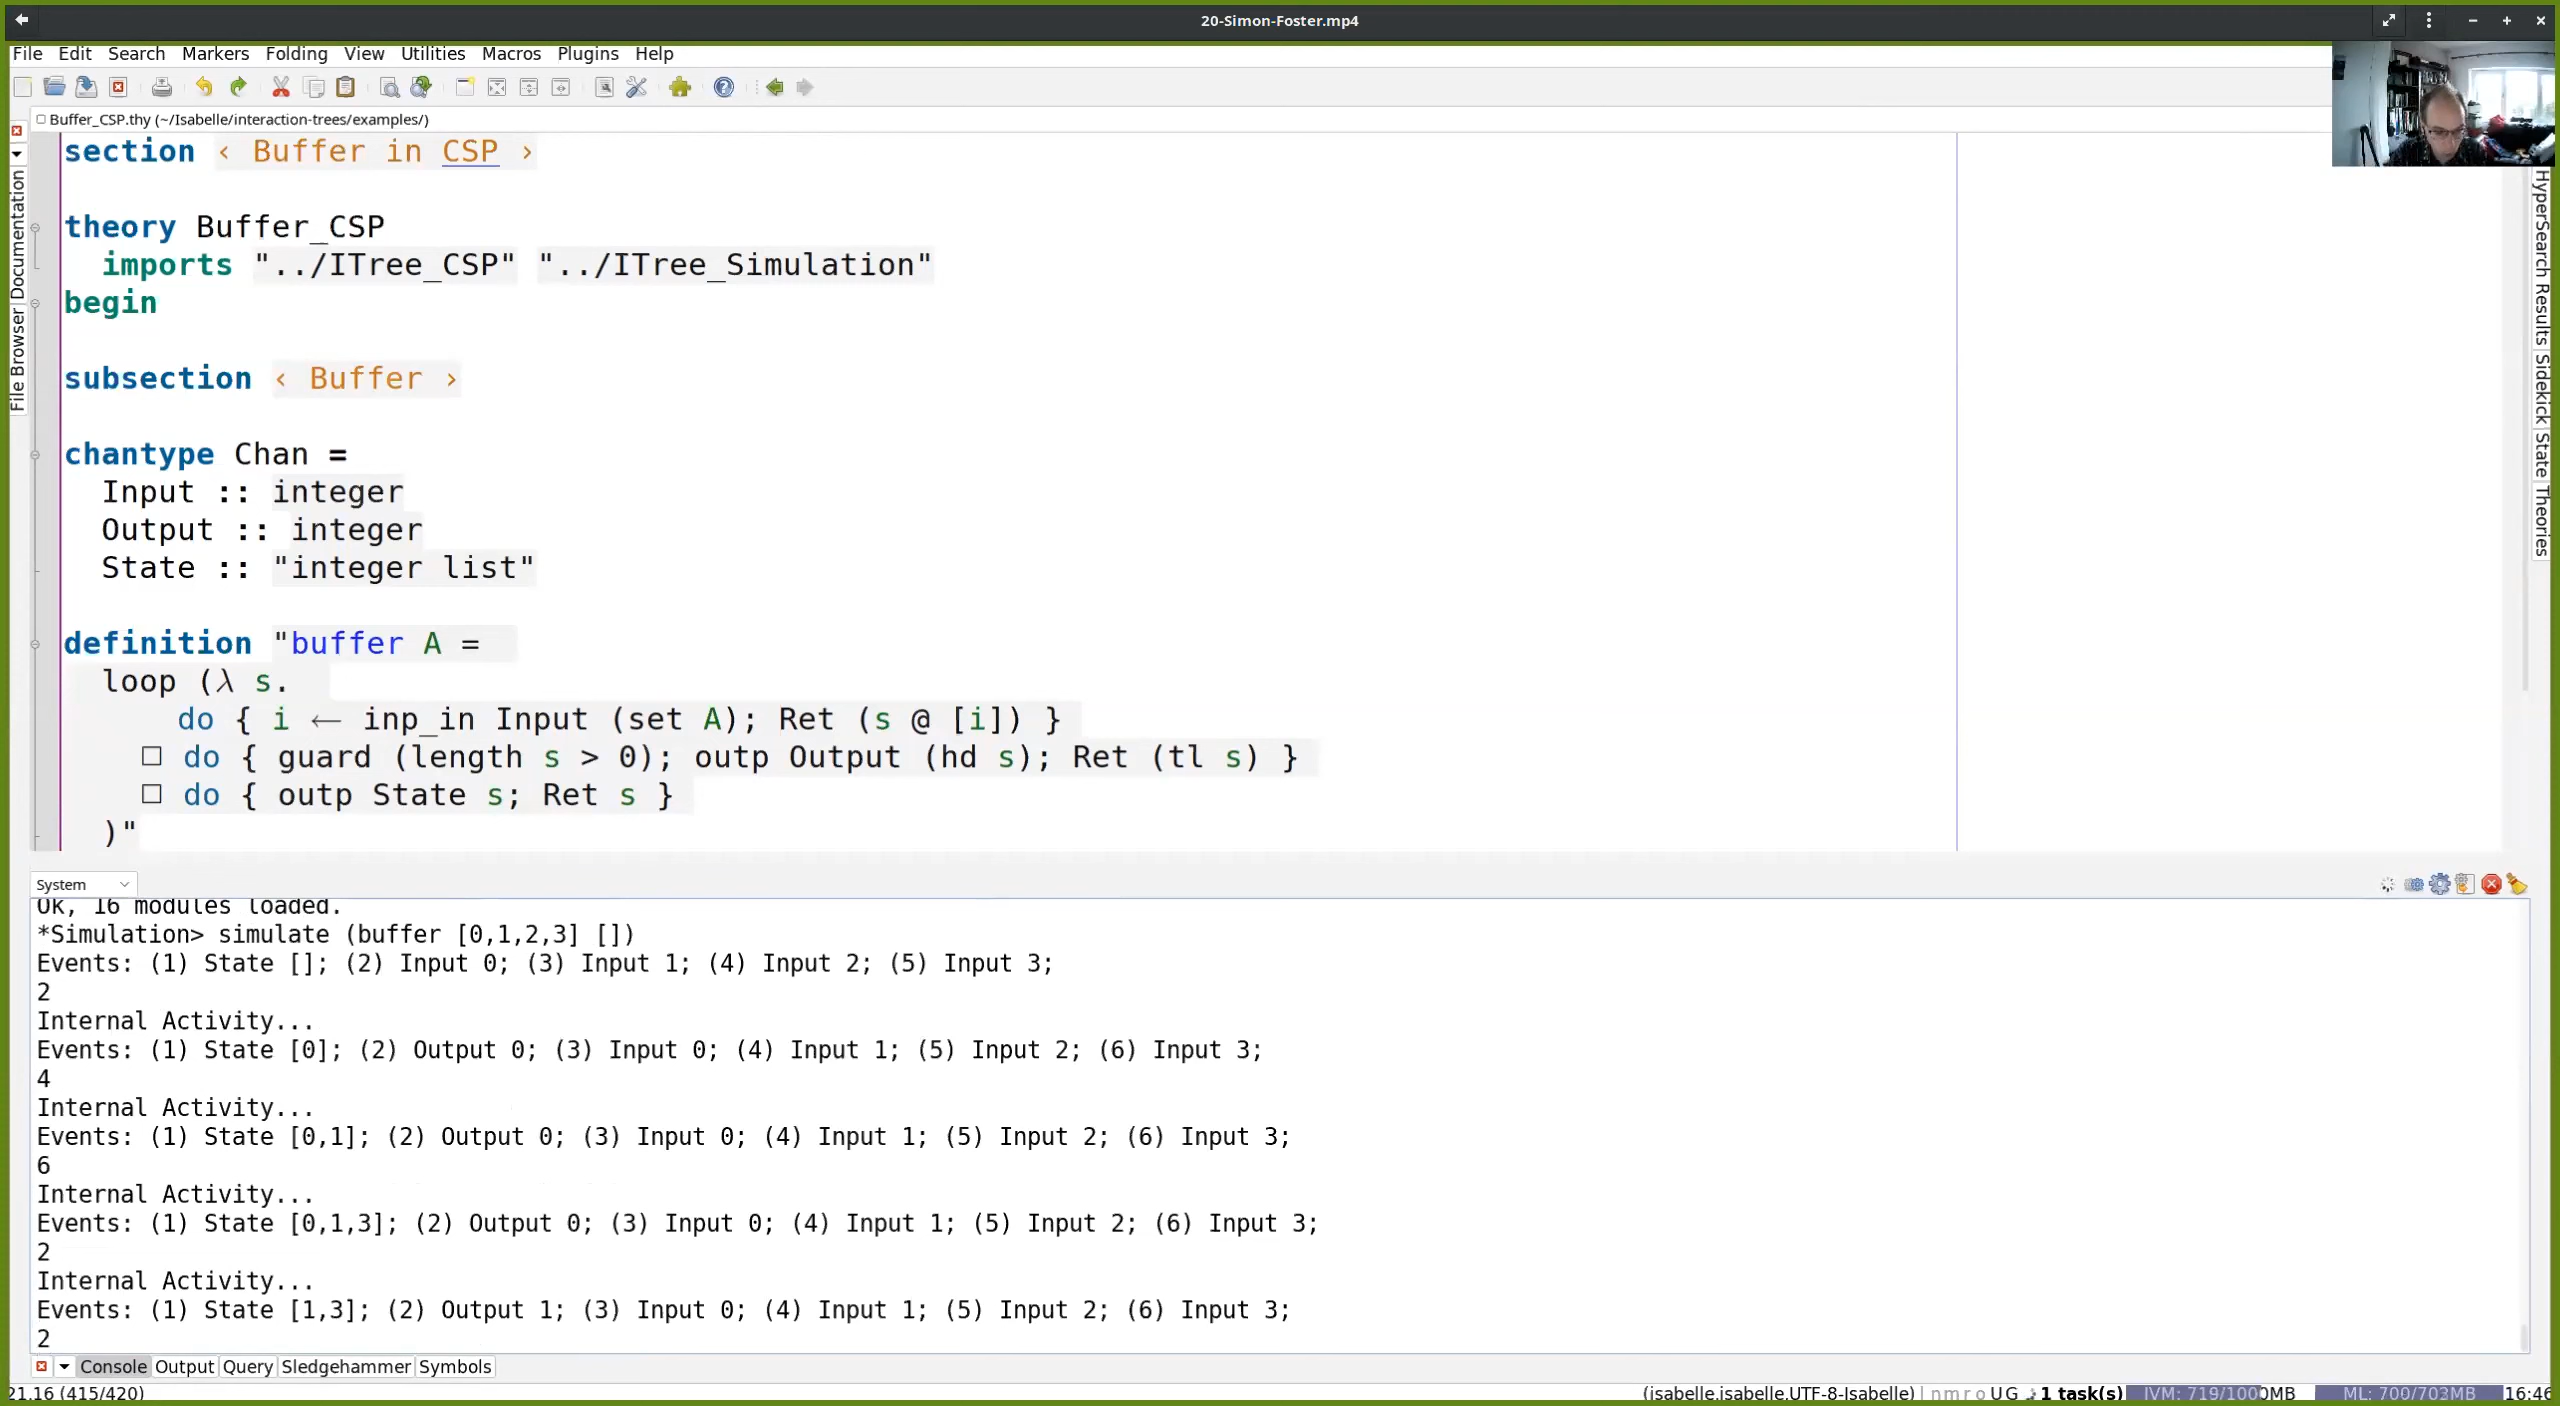 20-Simon-Foster.mp4
File Edit Search Markers Folding View Utilities Macros Plugins Help
Buffer_CSP.thy (~/Isabelle/interaction-trees/examples/)
section ‹ Buffer in CSP ›
theory Buffer_CSP
imports "../ITree_CSP" "../ITree_Simulation"
begin
subsection ‹ Buffer ›
chantype Chan =
Input :: integer
Output :: integer
State :: "integer list"
definition "buffer A =
loop (λ s.
do { i ← inp_in Input (set A); Ret (s @ [i]) }
□ do { guard (length s > 0); outp Output (hd s); Ret (tl s) }
□ do { outp State s; Ret s }
)"
File Browser Documentation
HyperSearch Results Sidekick State Theories
System
Ok, 16 modules loaded.
*Simulation> simulate (buffer [0,1,2,3] [])
Events: (1) State []; (2) Input 0; (3) Input 1; (4) Input 2; (5) Input 3;
2
Internal Activity...
Events: (1) State [0]; (2) Output 0; (3) Input 0; (4) Input 1; (5) Input 2; (6) Input 3;
4
Internal Activity...
Events: (1) State [0,1]; (2) Output 0; (3) Input 0; (4) Input 1; (5) Input 2; (6) Input 3;
6
Internal Activity...
Events: (1) State [0,1,3]; (2) Output 0; (3) Input 0; (4) Input 1; (5) Input 2; (6) Input 3;
2
Internal Activity...
Events: (1) State [1,3]; (2) Output 1; (3) Input 0; (4) Input 1; (5) Input 2; (6) Input 3;
2
Console Output Query Sledgehammer Symbols
21,16 (415/420) (isabelle,isabelle,UTF-8-Isabelle) | n m r o U G 1 task(s) JVM: 719/1000MB ML: 700/703MB 16:46